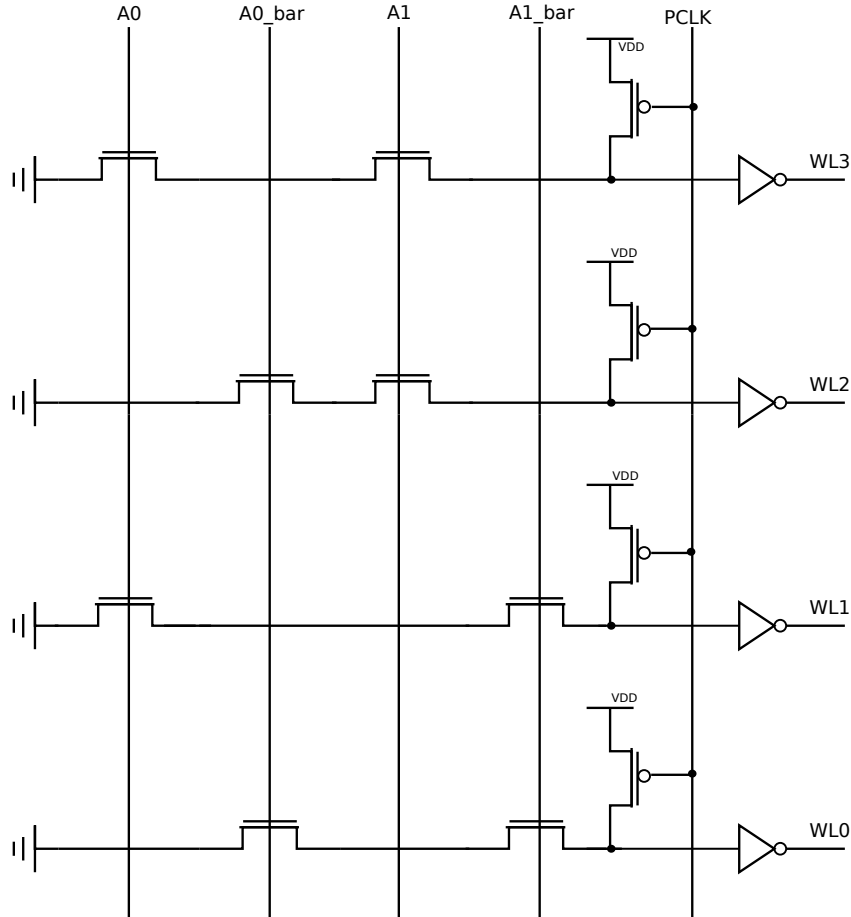 A0 A0_bar A1 A1_bar PCLK
VDD
WL3
VDD
WL2
VDD
WL1
VDD
WL0